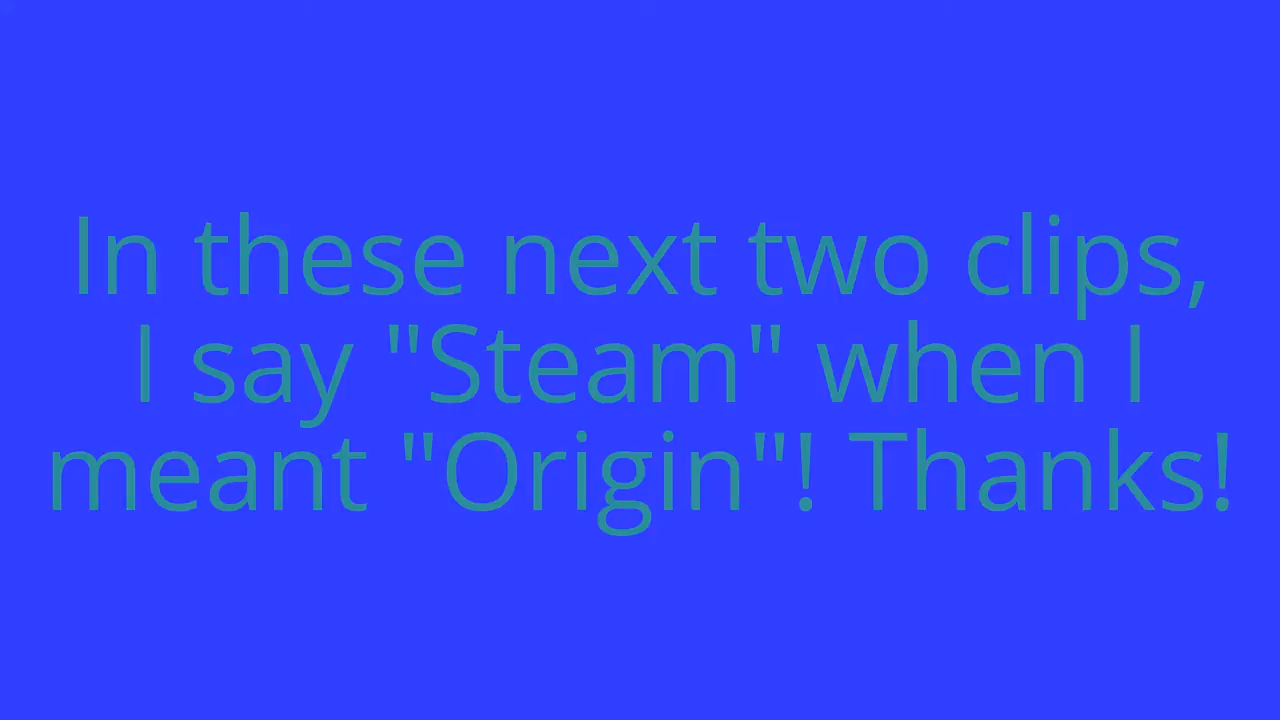 In these next two clips,
I say "Steam" when I
meant "Origin"! Thanks!